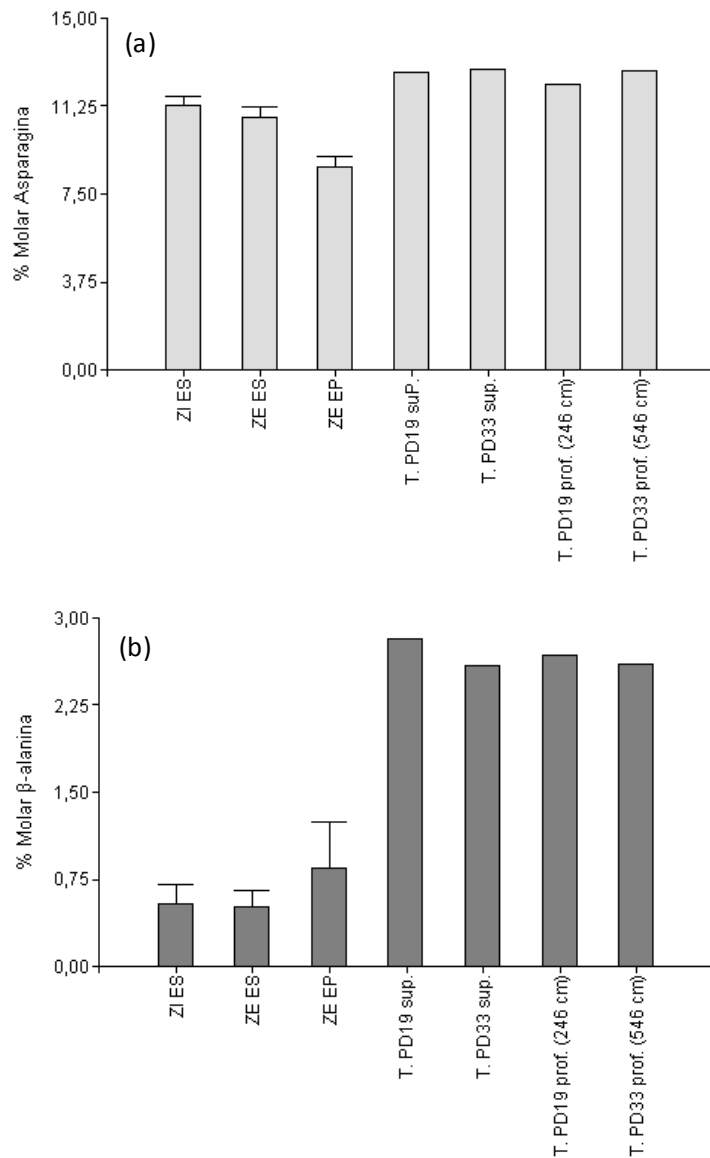 (a)
% Molar Asparagina
15,00
11,25
7,50
3,75
0,00
ZI ES
ZE ES
ZE EP
T. PD19 suP.
T. PD33 sup.
T. PD19 prof. (246 cm)
T. PD33 prof. (546 cm)
(b)
% Molar β-alanina
3,00
2,25
1,50
0,75
0,00
ZI ES
ZE ES
ZE EP
T. PD19 sup.
T. PD33 sup.
T. PD19 prof. (246 cm)
T. PD33 prof. (546 cm)